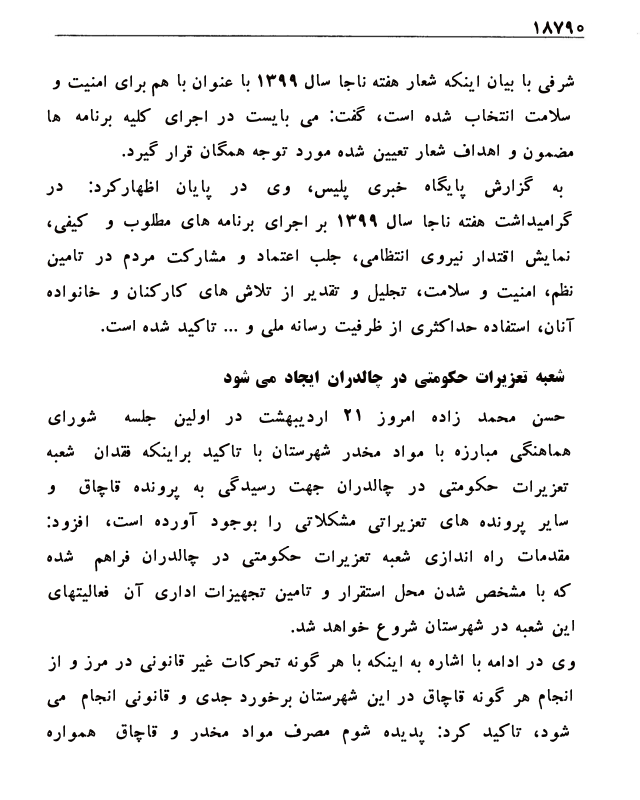 ۱۸۷۹۰
شرفی با بیان اینکه شعار هفته ناجا سال ۱۳۹۹ با عنوان با هم برای امنیت و
سلامت انتخاب شده است، گفت: می بایست در اجرای کلیه برنامه ها
مضمون و اهداف شعار تعیین شده مورد توجه همگان قرار گیرد.
به گزارش پایگاه خبری پلیس، وی در پایان اظهارکرد: در
گرامیداشت هفته ناجا سال ۱۳۹۹ بر اجرای برنامه های مطلوب و کیفی،
نمایش اقتدار نیروی انتظامی، جلب اعتماد و مشارکت مردم در تامین
نظم، امنیت و سلامت، تجلیل و تقدیر از تلاش های کارکنان و خانواده
آنان، استفاده حداکثری از ظرفیت رسانه ملی و ... تاکید شده است.
شعبه تعزیرات حکومتی در چالدران ایجاد می شود
حسن محمد زاده امروز ۲۱ اردیبهشت در اولین جلسه شورای
هماهنگی مبارزه با مواد مخدر شهرستان با تاکید براینکه فقدان شعبه
تعزیرات حکومتی در چالدران جهت رسیدگی به پرونده قاچاق و
سایر پرونده های تعزیراتی مشکلاتی را بوجود آورده است، افزود:
مقدمات راه اندازی شعبه تعزیرات حکومتی در چالدران فراهم شده
که با مشخص شدن محل استقرار و تامین تجهیزات اداری آن فعالیتهای
این شعبه در شهرستان شروع خواهد شد.
وی در ادامه با اشاره به اینکه با هر گونه تحرکات غیر قانونی در مرز و از
انجام هر گونه قاچاق در این شهرستان برخورد جدی و قانونی انجام می
شود، تاکید کرد: پدیده شوم مصرف مواد مخدر و قاچاق همواره